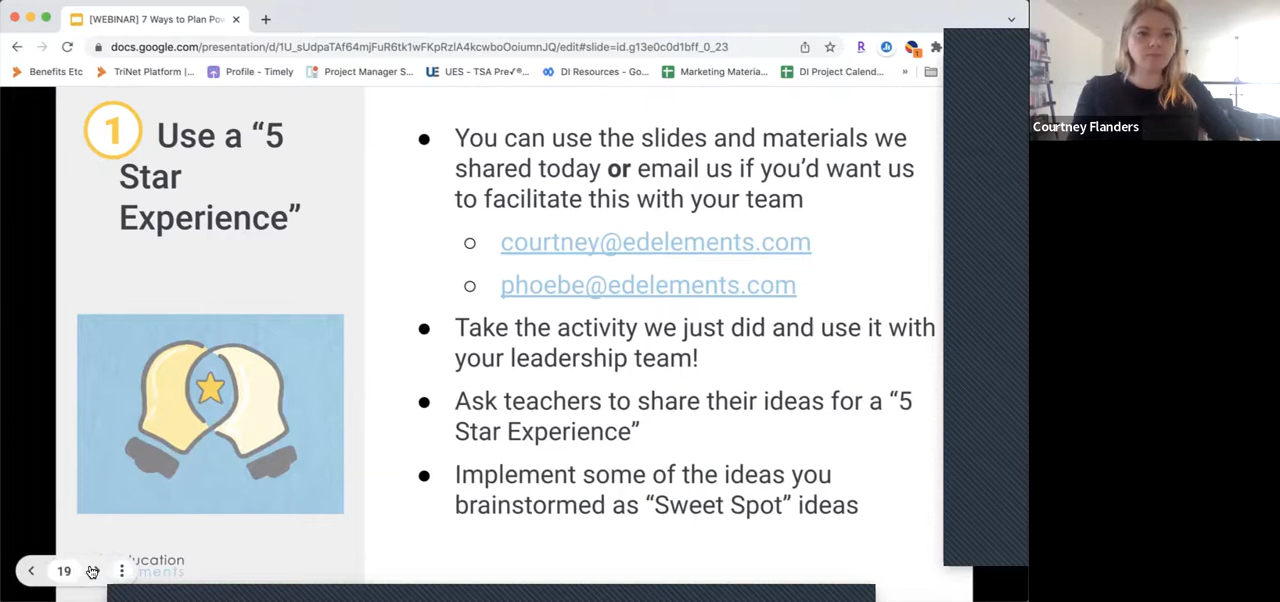 [WEBINAR] 7 Ways to Plan Pow
docs.google.com/presentation/d/1U_sUdpaTAf64mjFuR6tk1wFKpRzIA4kcwboOoiumnJQ/edit#slide=id.g13e0c0d1bff_0_23
Benefits Etc
TriNet Platform |...
Profile - Timely
Project Manager S...
UES - TSA Pre✓®...
DI Resources - Go...
Marketing Materia...
DI Project Calend...
»
1 Use a “5
Star
Experience”
● You can use the slides and materials we
shared today or email us if you’d want us
to facilitate this with your team
○ courtney@edelements.com
○ phoebe@edelements.com
● Take the activity we just did and use it with
your leadership team!
● Ask teachers to share their ideas for a “5
Star Experience”
● Implement some of the ideas you
brainstormed as “Sweet Spot” ideas
19
Courtney Flanders